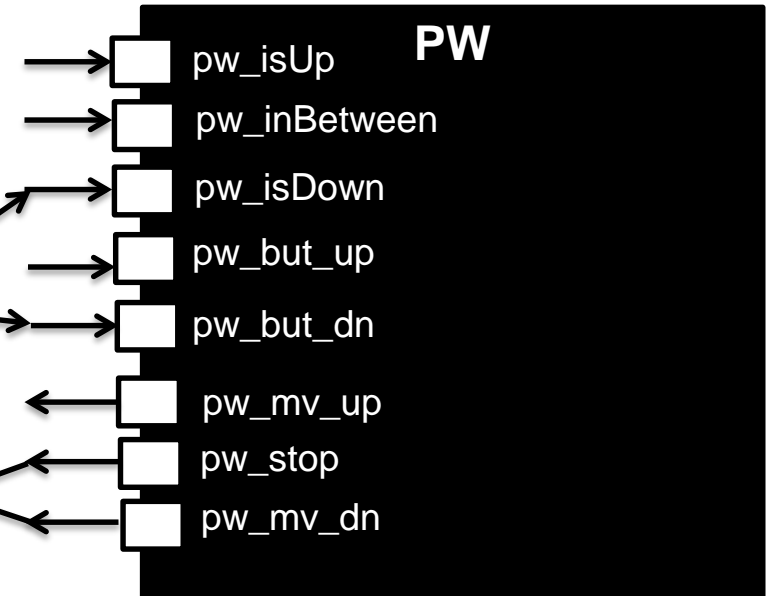 PW
pw_isUp
pw_inBetween
pw_isDown
pw_but_up
pw_but_dn
pw_mv_up
pw_stop
pw_mv_dn